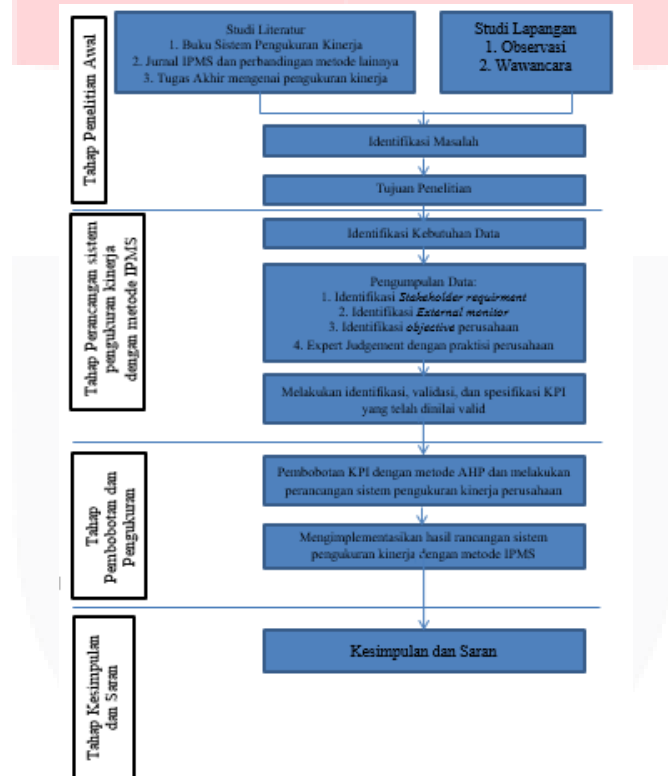 Tahap Penelitian Awal
Studi Literatur
1. Buku Sistem Pengukuran Kinerja
2. Jurnal IPMS dan perbandingan metode lainnya
3. Tugas Akhir mengenai pengukuran kinerja
Studi Lapangan
1. Observasi
2. Wawancara
Identifikasi Masalah
Tujuan Penelitian
Tahap Perancangan sistem
pengukuran kinerja
dengan metode IPMS
Identifikasi Kebutuhan Data
Pengumpulan Data:
1. Identifikasi Stakeholder requirment
2. Identifikasi External monitor
3. Identifikasi objective perusahaan
4. Expert Judgement dengan praktisi perusahaan
Melakukan identifikasi, validasi, dan spesifikasi KPI
yang telah dinilai valid
Tahap
Pembobotan dan
Pengukuran
Pembobotan KPI dengan metode AHP dan melakukan
perancangan sistem pengukuran kinerja perusahaan
Mengimplementasikan hasil rancangan sistem
pengukuran kinerja dengan metode IPMS
Tahap Kesimpulan
dan Saran
Kesimpulan dan Saran